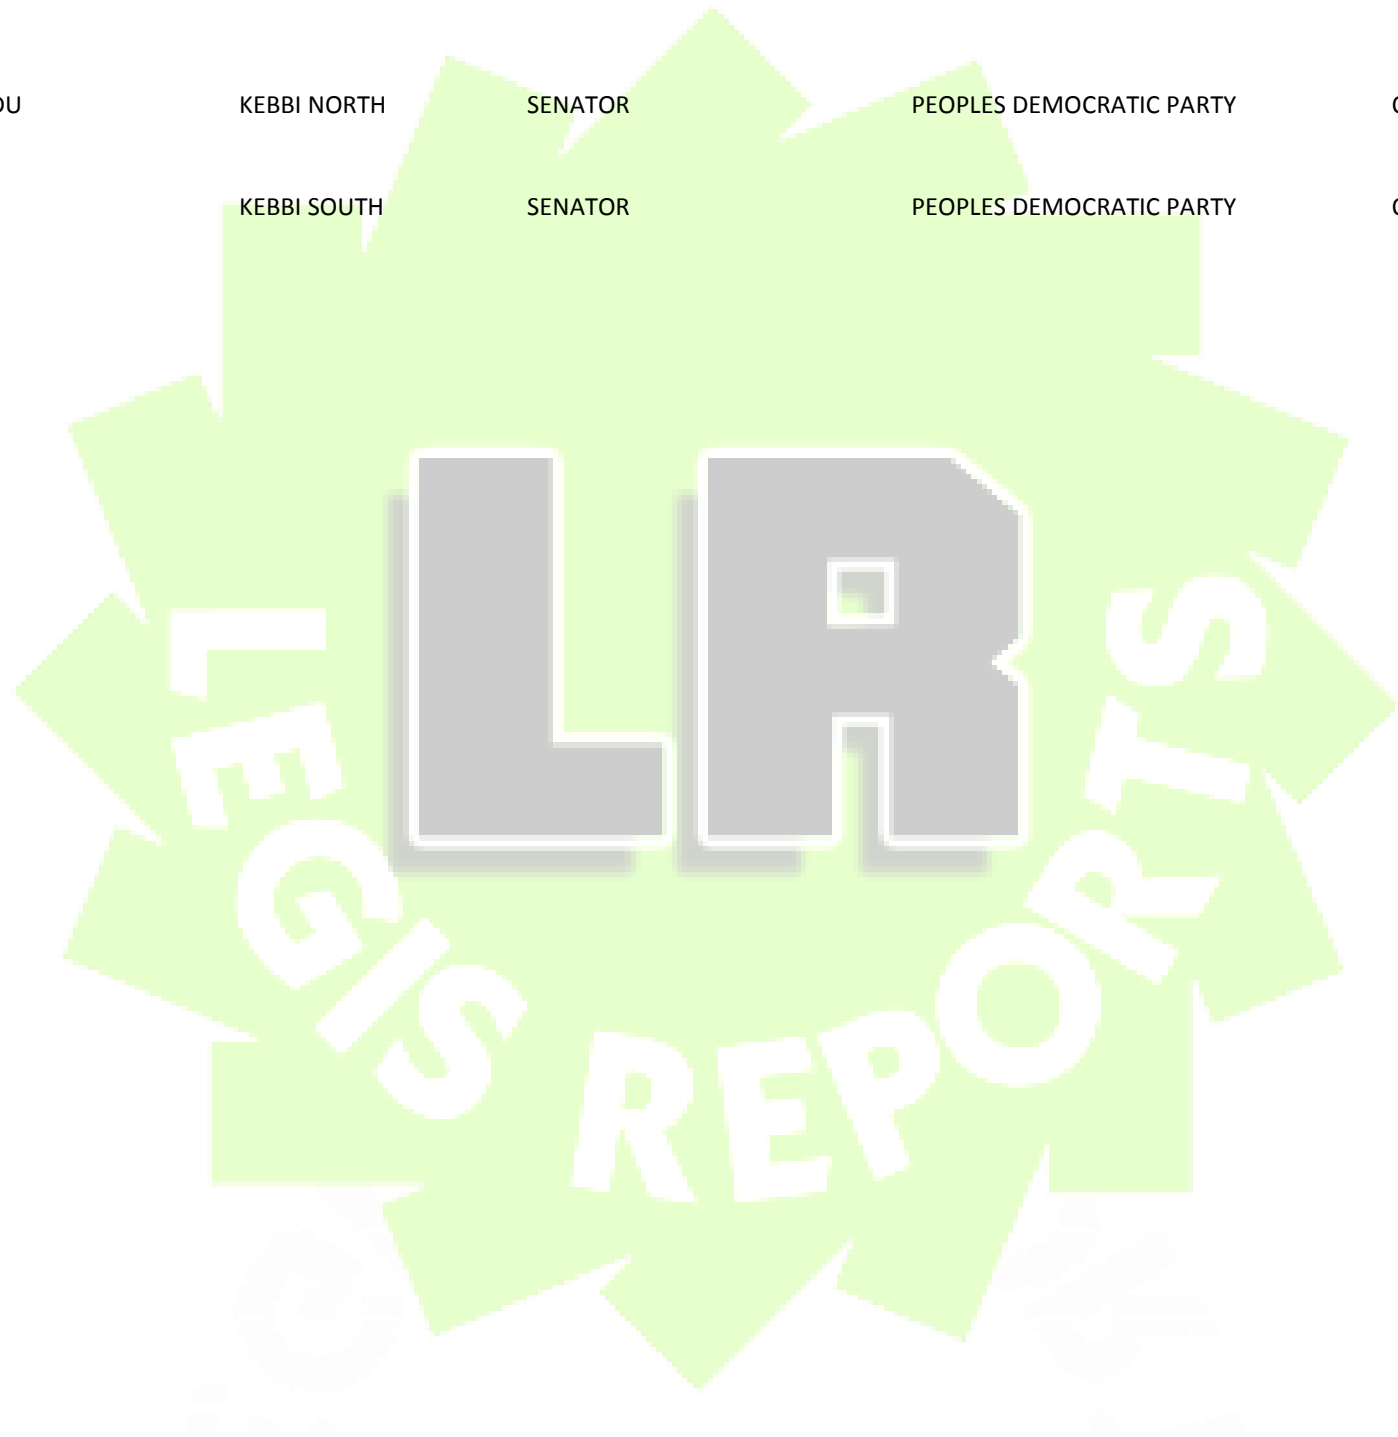 OU KEBBI NORTH SENATOR PEOPLES DEMOCRATIC PARTY
KEBBI SOUTH SENATOR PEOPLES DEMOCRATIC PARTY
LR
LEGIS REPORTS